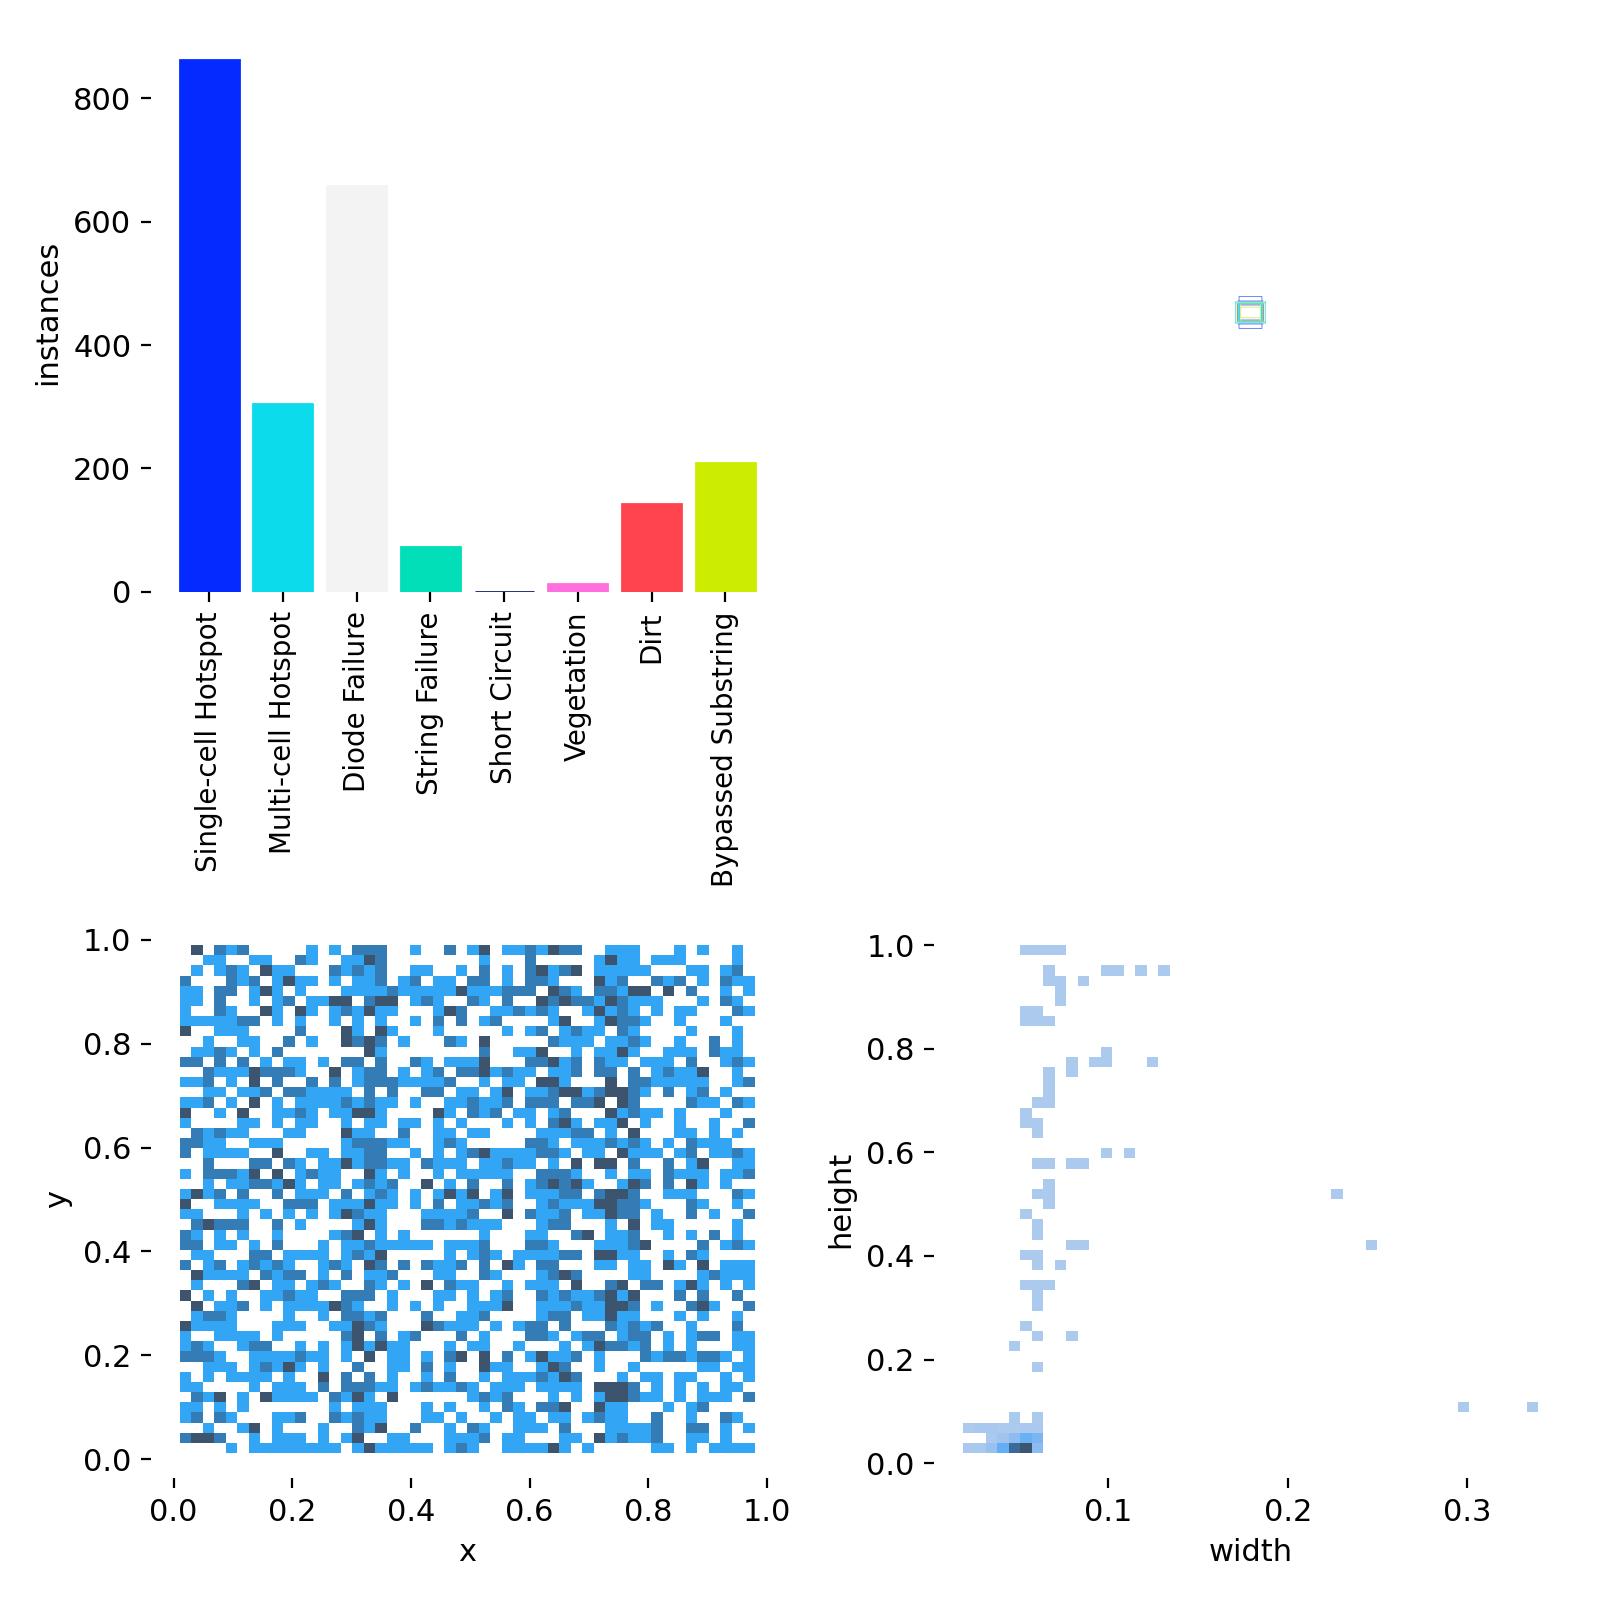 800
600
400
200
0
instances
Single-cell Hotspot
Multi-cell Hotspot
Diode Failure
String Failure
Short Circuit
Vegetation
Dirt
Bypassed Substring
1.0
0.8
0.6
0.4
0.2
0.0
y
0.0 0.2 0.4 0.6 0.8 1.0
x
1.0
0.8
0.6
0.4
0.2
0.0
height
0.1 0.2 0.3
width